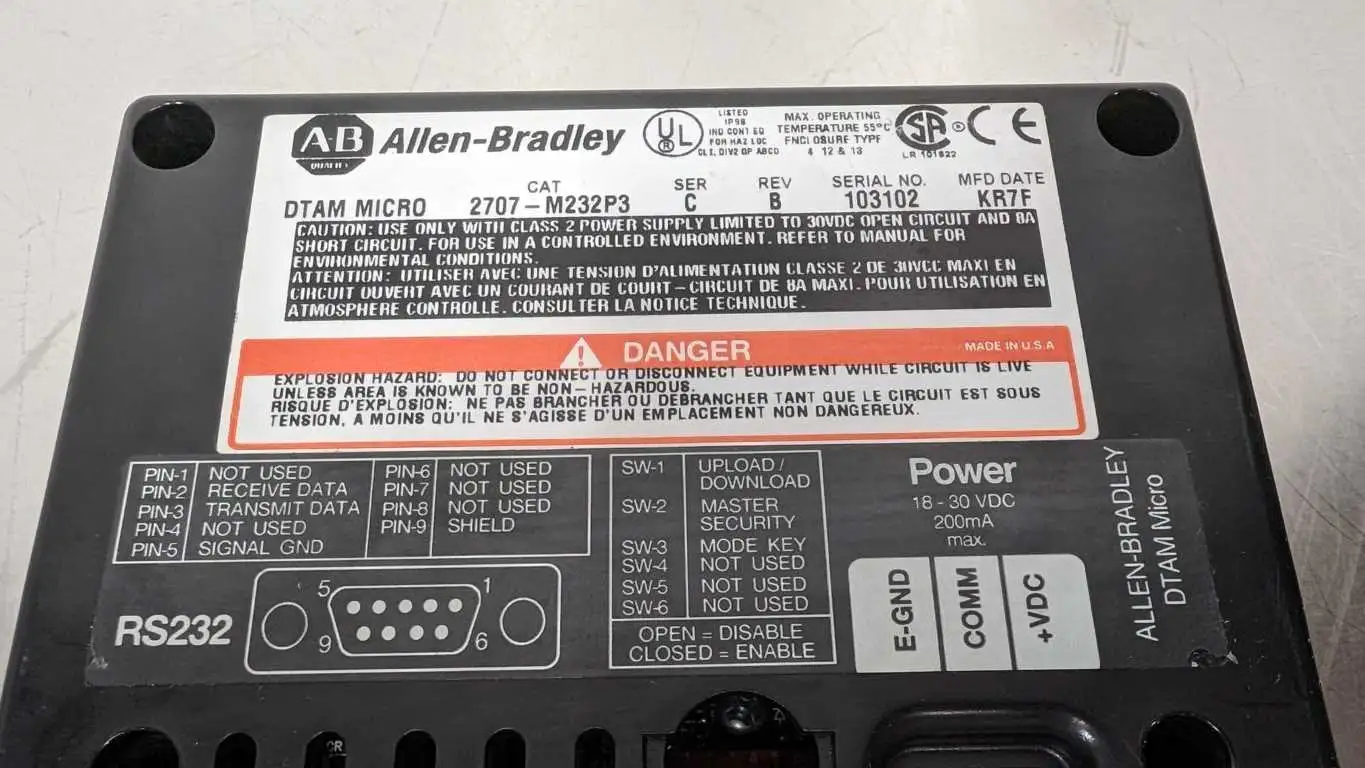 A-B Allen-Bradley
QUALITY
UL
LISTED
IP98
IND CONT EQ
FOR HAZ LOC
CL I, DIV2 GP ABCD
MAX. OPERATING
TEMPERATURE 55°C
ENCLOSURE TYPE
4 12 & 13
SA ® CE
LR 101822
CAT SER REV SERIAL NO. MFD DATE
DTAM MICRO 2707-M232P3 C B 103102 KR7F
CAUTION: USE ONLY WITH CLASS 2 POWER SUPPLY LIMITED TO 30VDC OPEN CIRCUIT AND 8A
SHORT CIRCUIT. FOR USE IN A CONTROLLED ENVIRONMENT. REFER TO MANUAL FOR
ENVIRONMENTAL CONDITIONS.
ATTENTION: UTILISER AVEC UNE TENSION D'ALIMENTATION CLASSE 2 DE 30VCC MAXI EN
CIRCUIT OUVERT AVEC UN COURANT DE COURT-CIRCUIT DE 8A MAXI. POUR UTILISATION EN
ATMOSPHERE CONTROLLE. CONSULTER LA NOTICE TECHNIQUE.
DANGER MADE IN U.S.A
EXPLOSION HAZARD: DO NOT CONNECT OR DISCONNECT EQUIPMENT WHILE CIRCUIT IS LIVE
UNLESS AREA IS KNOWN TO BE NON-HAZARDOUS.
RISQUE D'EXPLOSION: NE PAS BRANCHER OU DEBRANCHER TANT QUE LE CIRCUIT EST SOUS
TENSION, A MOINS QU'IL NE S'AGISSE D'UN EMPLACEMENT NON DANGEREUX.
PIN-1 NOT USED PIN-6 NOT USED
PIN-2 RECEIVE DATA PIN-7 NOT USED
PIN-3 TRANSMIT DATA PIN-8 NOT USED
PIN-4 NOT USED PIN-9 SHIELD
PIN-5 SIGNAL GND
RS232
5 1
9 6
SW-1 UPLOAD/
DOWNLOAD
SW-2 MASTER
SECURITY
SW-3 MODE KEY
SW-4 NOT USED
SW-5 NOT USED
SW-6 NOT USED
OPEN = DISABLE
CLOSED = ENABLE
Power
18-30 VDC
200mA
max.
E-GND COMM +VDC
ALLEN-BRADLEY
DTAM Micro
CR